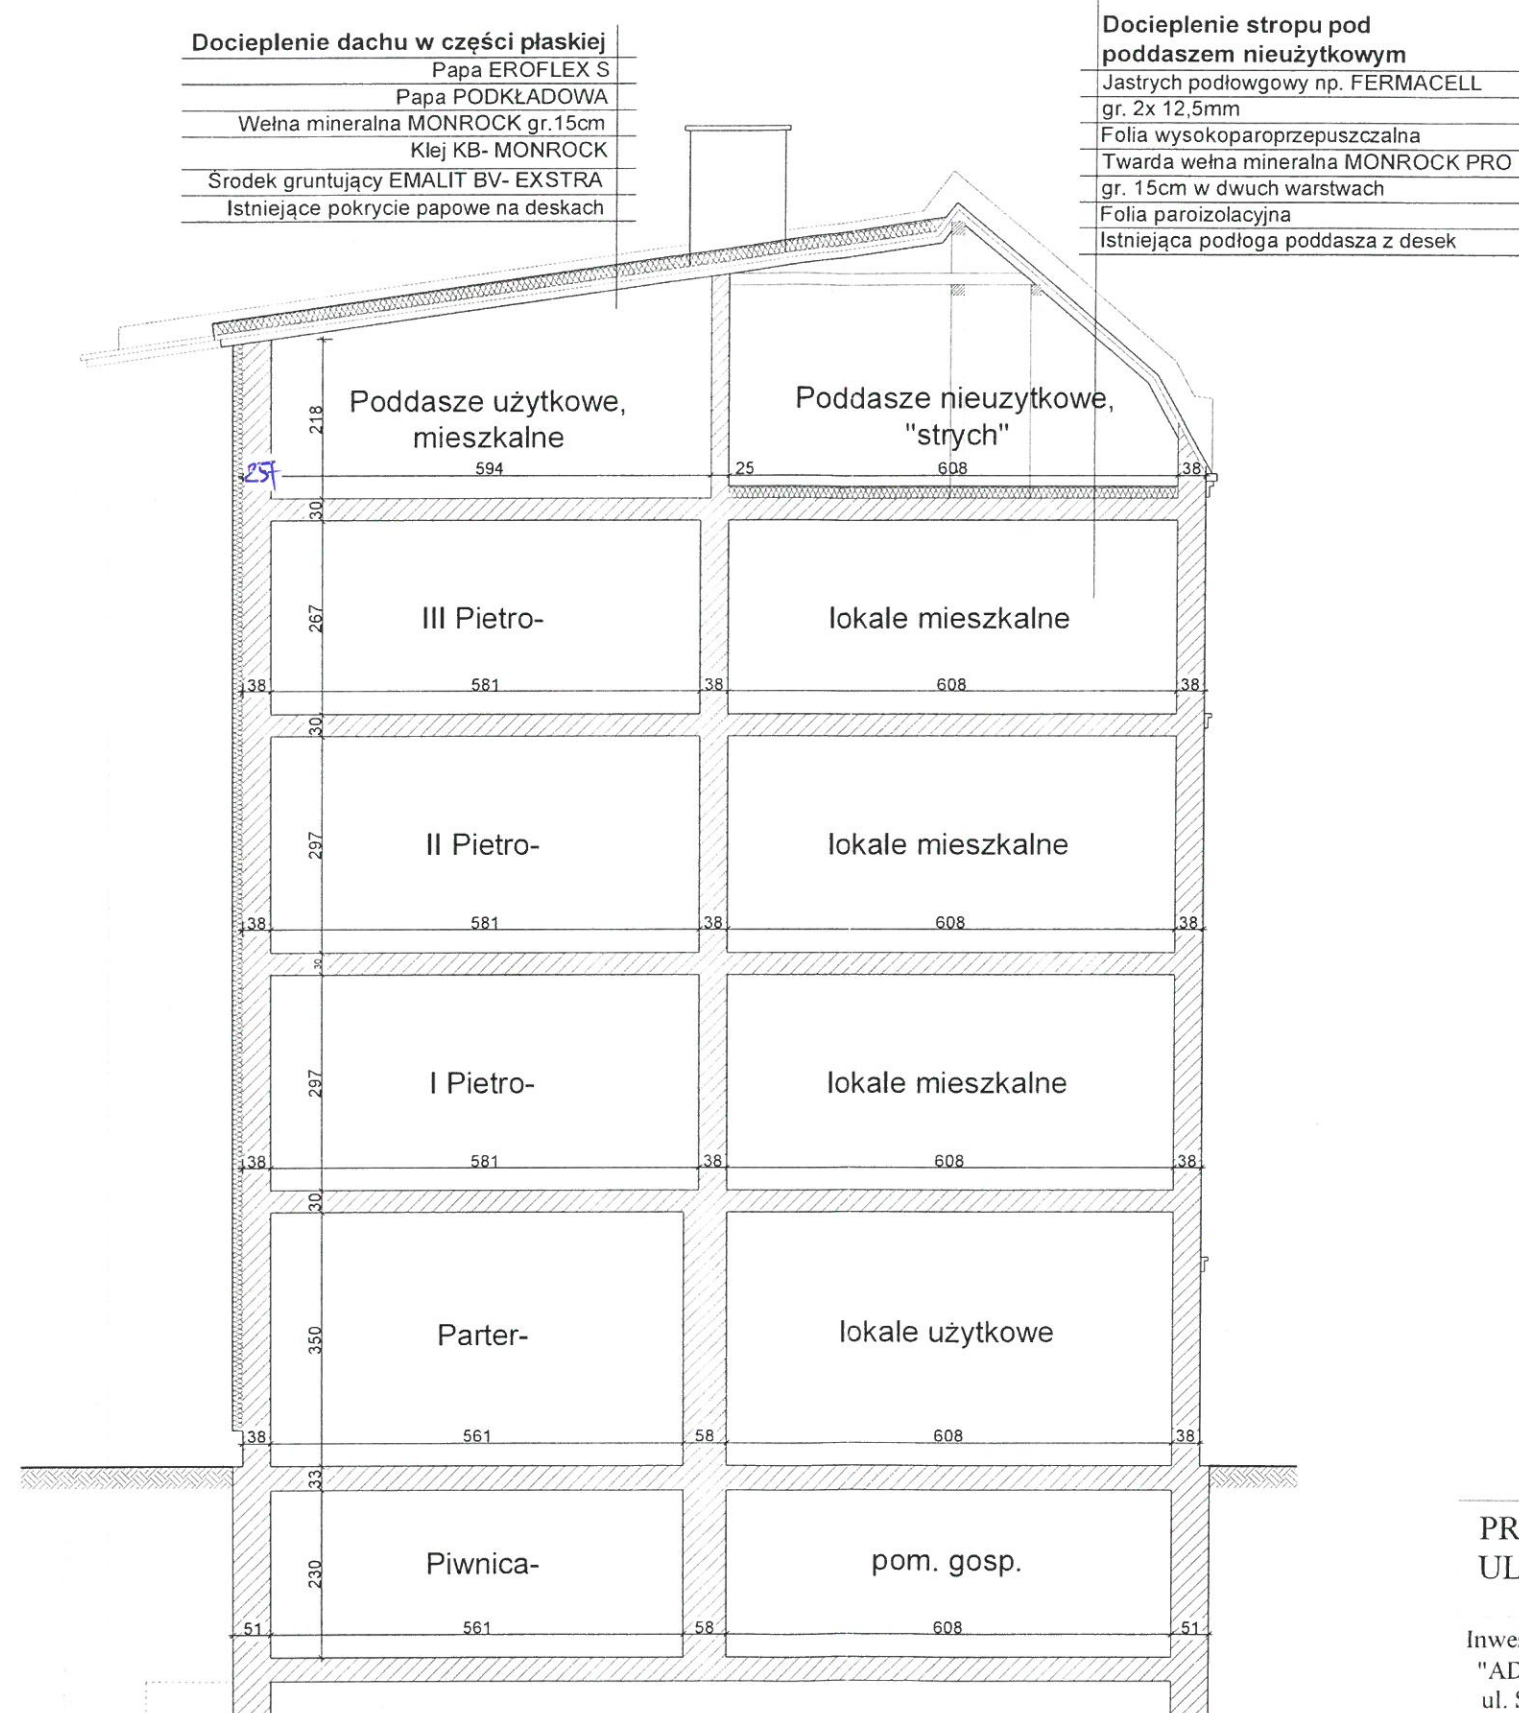 Docieplenie dachu w części płaskiej
Papa EROFLEX S
Papa PODKŁADOWA
Wełna mineralna MONROCK gr.15cm
Klej KB- MONROCK
Środek gruntujący EMALIT BV- EXSTRA
Istniejące pokrycie papowe na deskach
Docieplenie stropu pod
poddaszem nieużytkowym
Jastrych podłowgowy np. FERMACELL
gr. 2x 12,5mm
Folia wysokoparoprzepuszczalna
Twarda wełna mineralna MONROCK PRO
gr. 15cm w dwuch warstwach
Folia paroizolacyjna
Istniejąca podłoga poddasza z desek
218
Poddasze użytkowe,
mieszkalne
Poddasze nieuzytkowe,
"strych"
257
594
25
608
38
30
267
III Pietro-
lokale mieszkalne
38
581
38
608
38
30
297
II Pietro-
lokale mieszkalne
38
581
38
608
38
30
297
I Pietro-
lokale mieszkalne
38
581
38
608
38
30
350
Parter-
lokale użytkowe
38
561
58
608
38
33
230
Piwnica-
pom. gosp.
51
561
58
608
51
PR
UL
Inwe
"AD
ul.